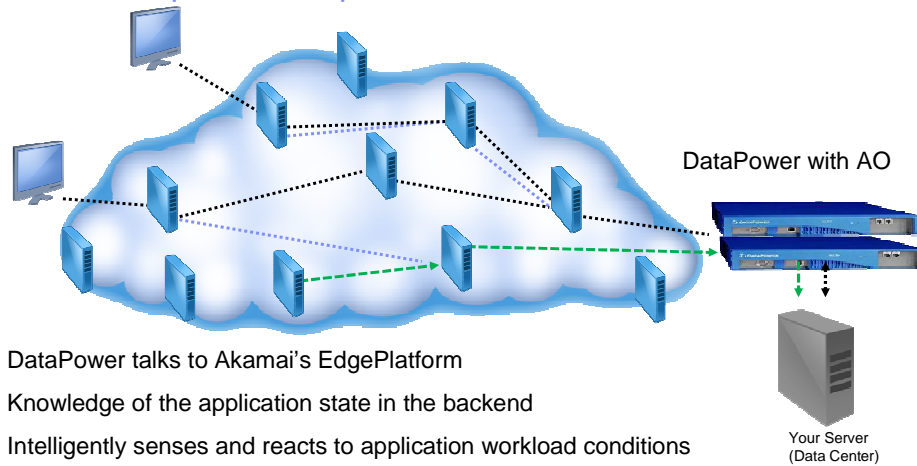 DataPower with AO
DataPower talks to Akamai’s EdgePlatform
Knowledge of the application state in the backend
Intelligently senses and reacts to application workload conditions
Your Server
(Data Center)